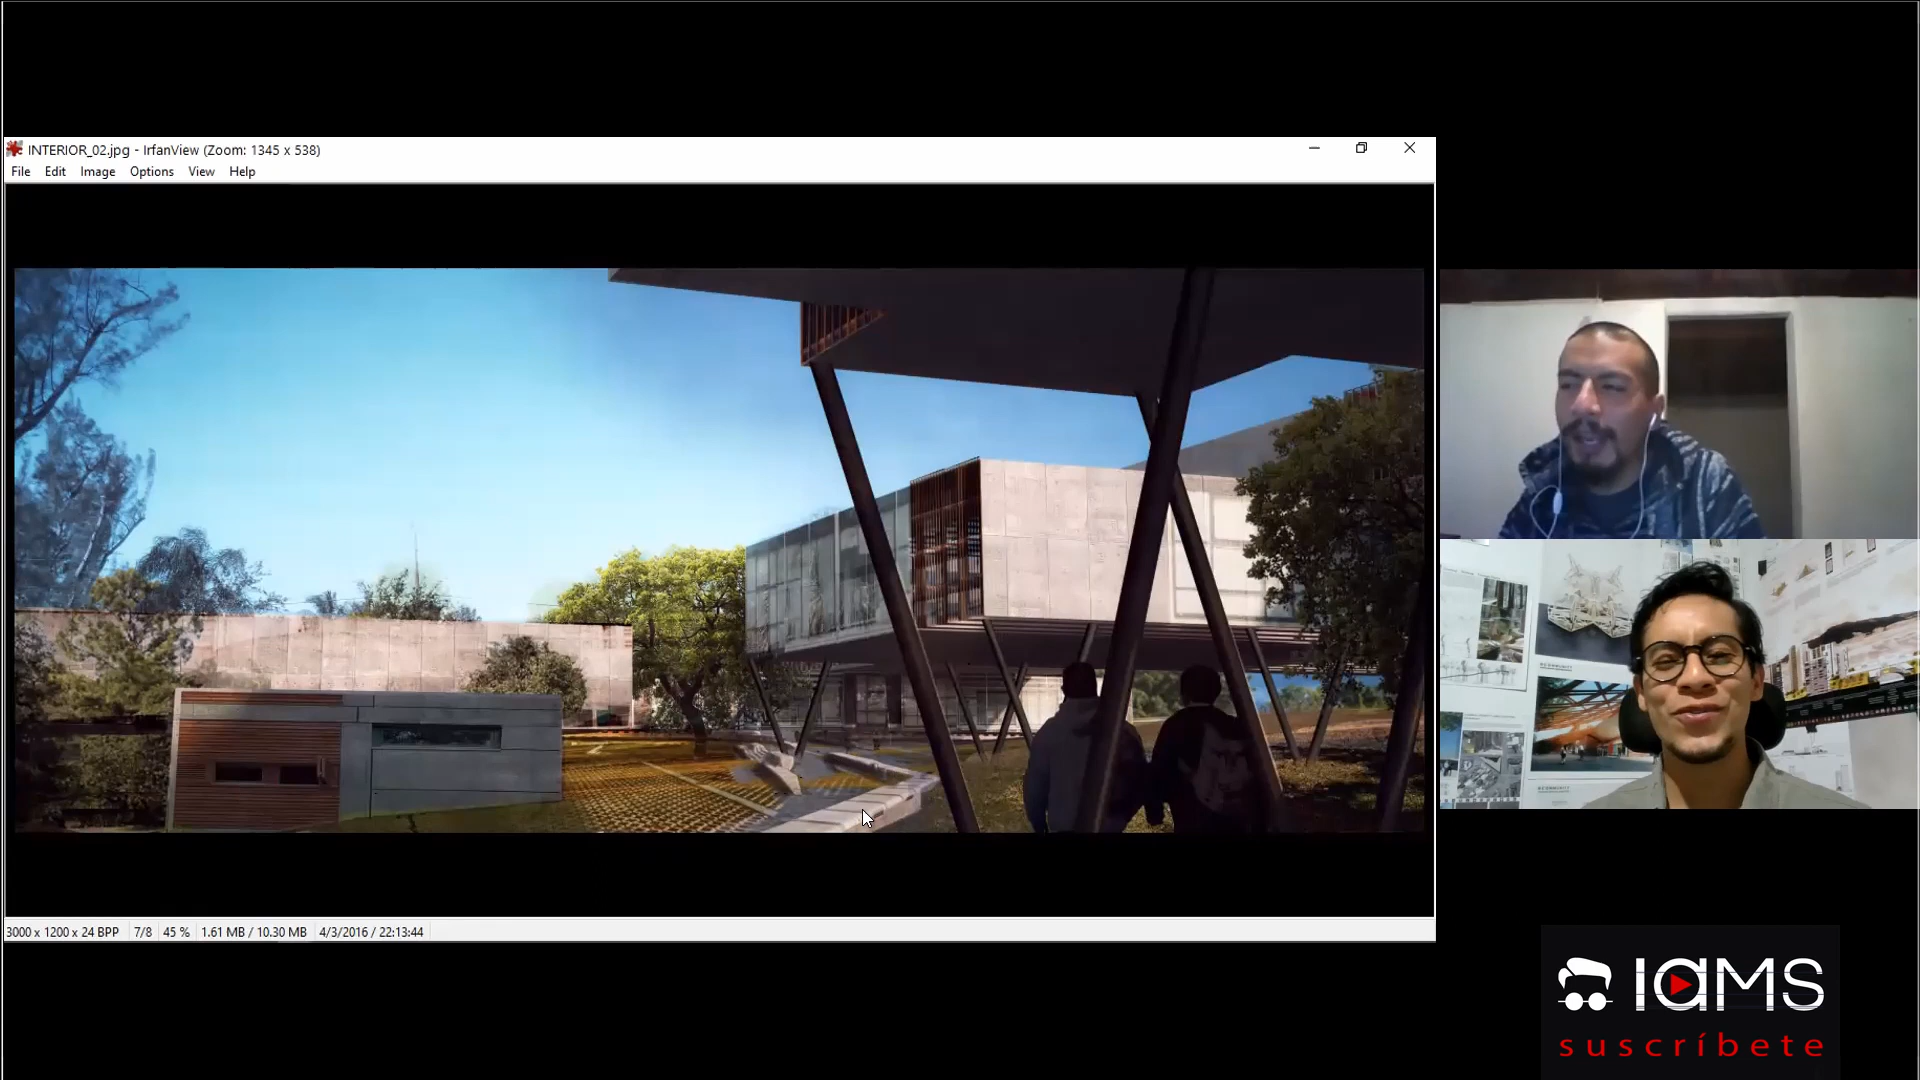 INTERIOR_02.jpg - IrfanView (Zoom: 1345 x 538)
File Edit Image Options View Help
3000 x 1200 x 24 BPP 7/8 45 % 1.61 MB / 10.30 MB 4/3/2016 / 22:13:44
IaMS
suscríbete